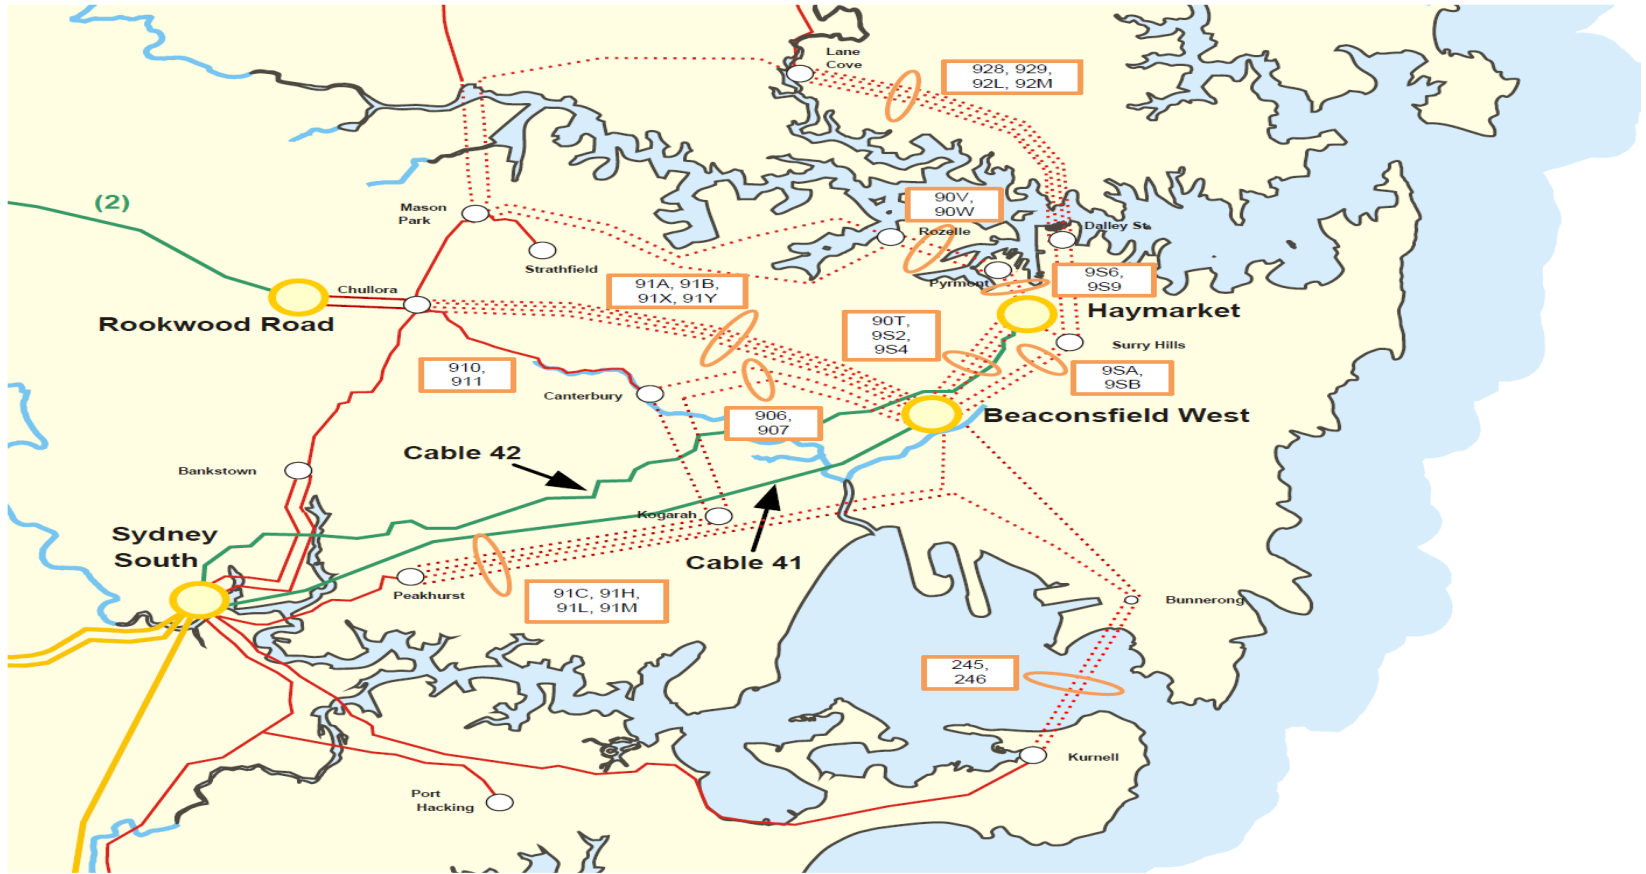 Lane
Cove
928, 929,
92L, 92M
(2)
Mason
Park
90V,
90W
Rozelle
Dalley St.
Strathfield
Chullora
91A, 91B,
91X, 91Y
Pyrmont
9S6,
9S9
Rookwood Road
Haymarket
90T,
9S2,
9S4
Surry Hills
910,
911
9SA,
9SB
Canterbury
906,
907
Beaconsfield West
Cable 42
Bankstown
Kogarah
Sydney
South
Cable 41
Peakhurst
91C, 91H,
91L, 91M
Bunnerong
245,
246
Kurnell
Port
Hacking